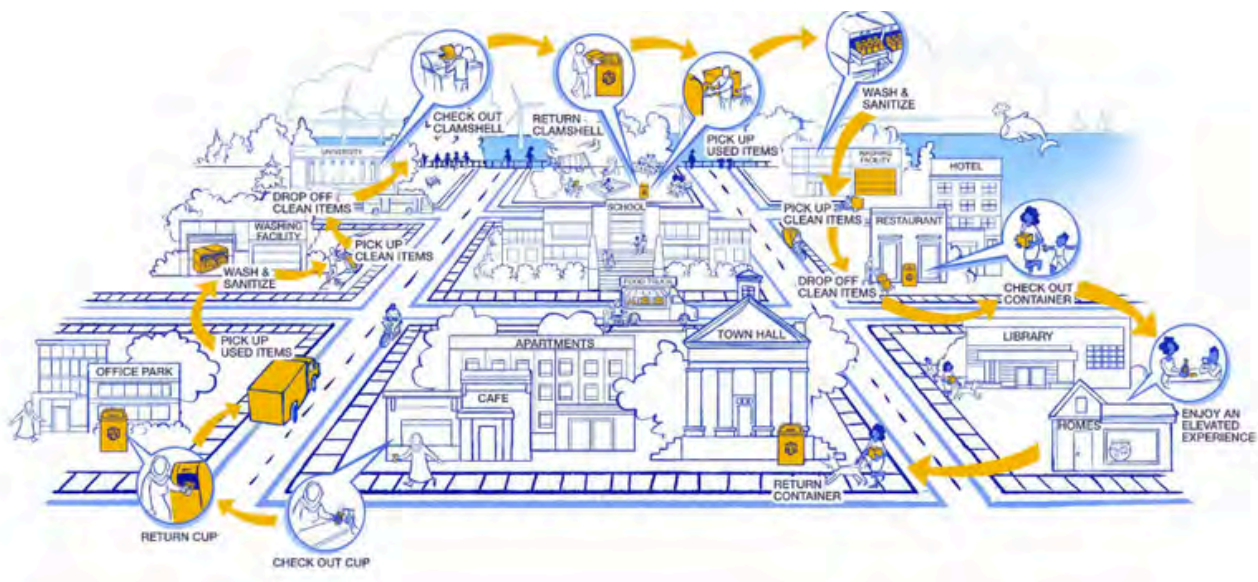 CHECK OUT
CLAMSHELL
RETURN
CLAMSHELL
PICK UP
USED ITEMS
WASH &
SANITIZE
UNIVERSITY
WASHING
FACILITY
HOTEL
DROP OFF
CLEAN ITEMS
SCHOOL
PICK UP
CLEAN ITEMS
RESTAURANT
WASHING
FACILITY
PICK UP
CLEAN ITEMS
WASH &
SANITIZE
FOOD TRUCK
DROP OFF
CLEAN ITEMS
CHECK OUT
CONTAINER
PICK UP
USED ITEMS
APARTMENTS
TOWN HALL
LIBRARY
OFFICE PARK
CAFE
HOMES
ENJOY AN
ELEVATED
EXPERIENCE
RETURN
CONTAINER
RETURN CUP
CHECK OUT CUP